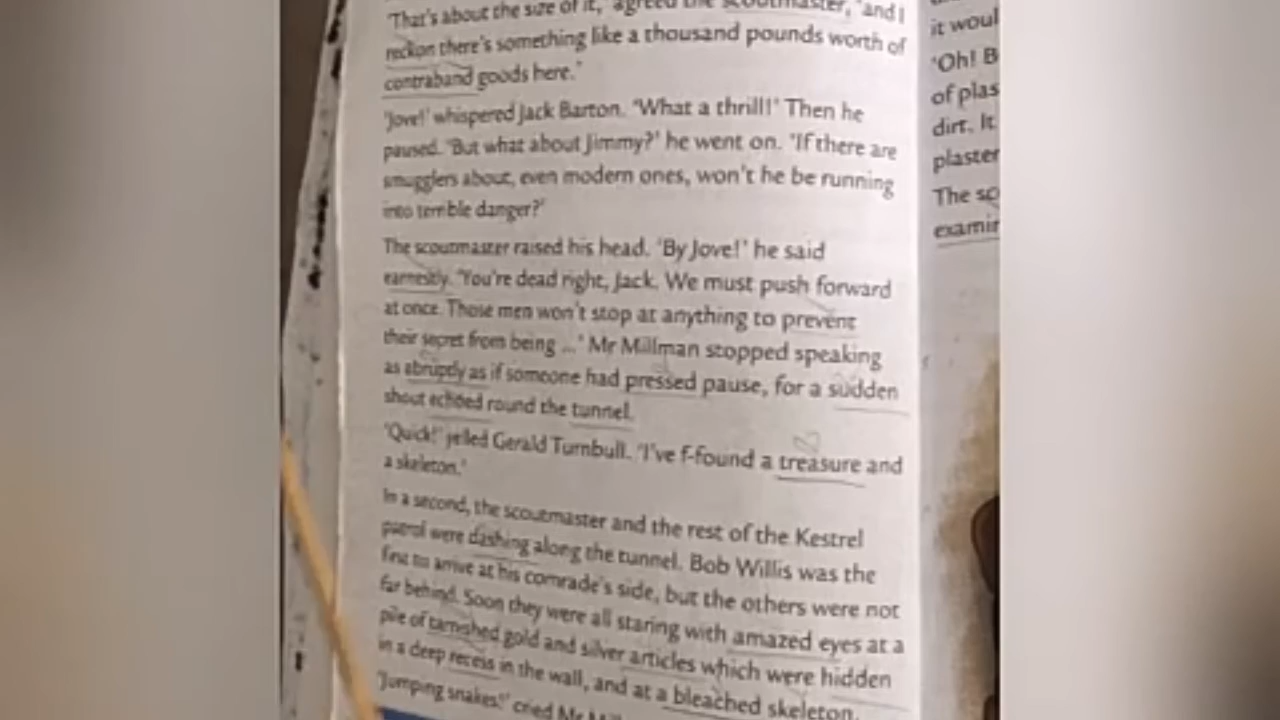 'That's about the size of it,' agreed the scoutmaster, 'and I
reckon there's something like a thousand pounds worth of
contraband goods here.'
'Jove!' whispered Jack Barton. 'What a thrill!' Then he
paused. 'But what about Jimmy?' he went on. 'If there are
smugglers about, even modern ones, won't he be running
into terrible danger?'
The scoutmaster raised his head. 'By Jove!' he said
earnestly. 'You're dead right, Jack. We must push forward
at once. Those men won't stop at anything to prevent
their secret from being ...' Mr Millman stopped speaking
as abruptly as if someone had pressed pause, for a sudden
shout echoed round the tunnel.
'Quick!' yelled Gerald Turnbull. 'I've f-found a treasure and
a skeleton.'
In a second, the scoutmaster and the rest of the Kestrel
patrol were dashing along the tunnel. Bob Willis was the
first to arrive at his comrade's side, but the others were not
far behind. Soon they were all staring with amazed eyes at a
pile of tarnished gold and silver articles which were hidden
in a deep recess in the wall, and at a bleached skeleton.
'Jumping snakes!' cried Mr
it
'Oh! B
of
dirt. It
plaster
The